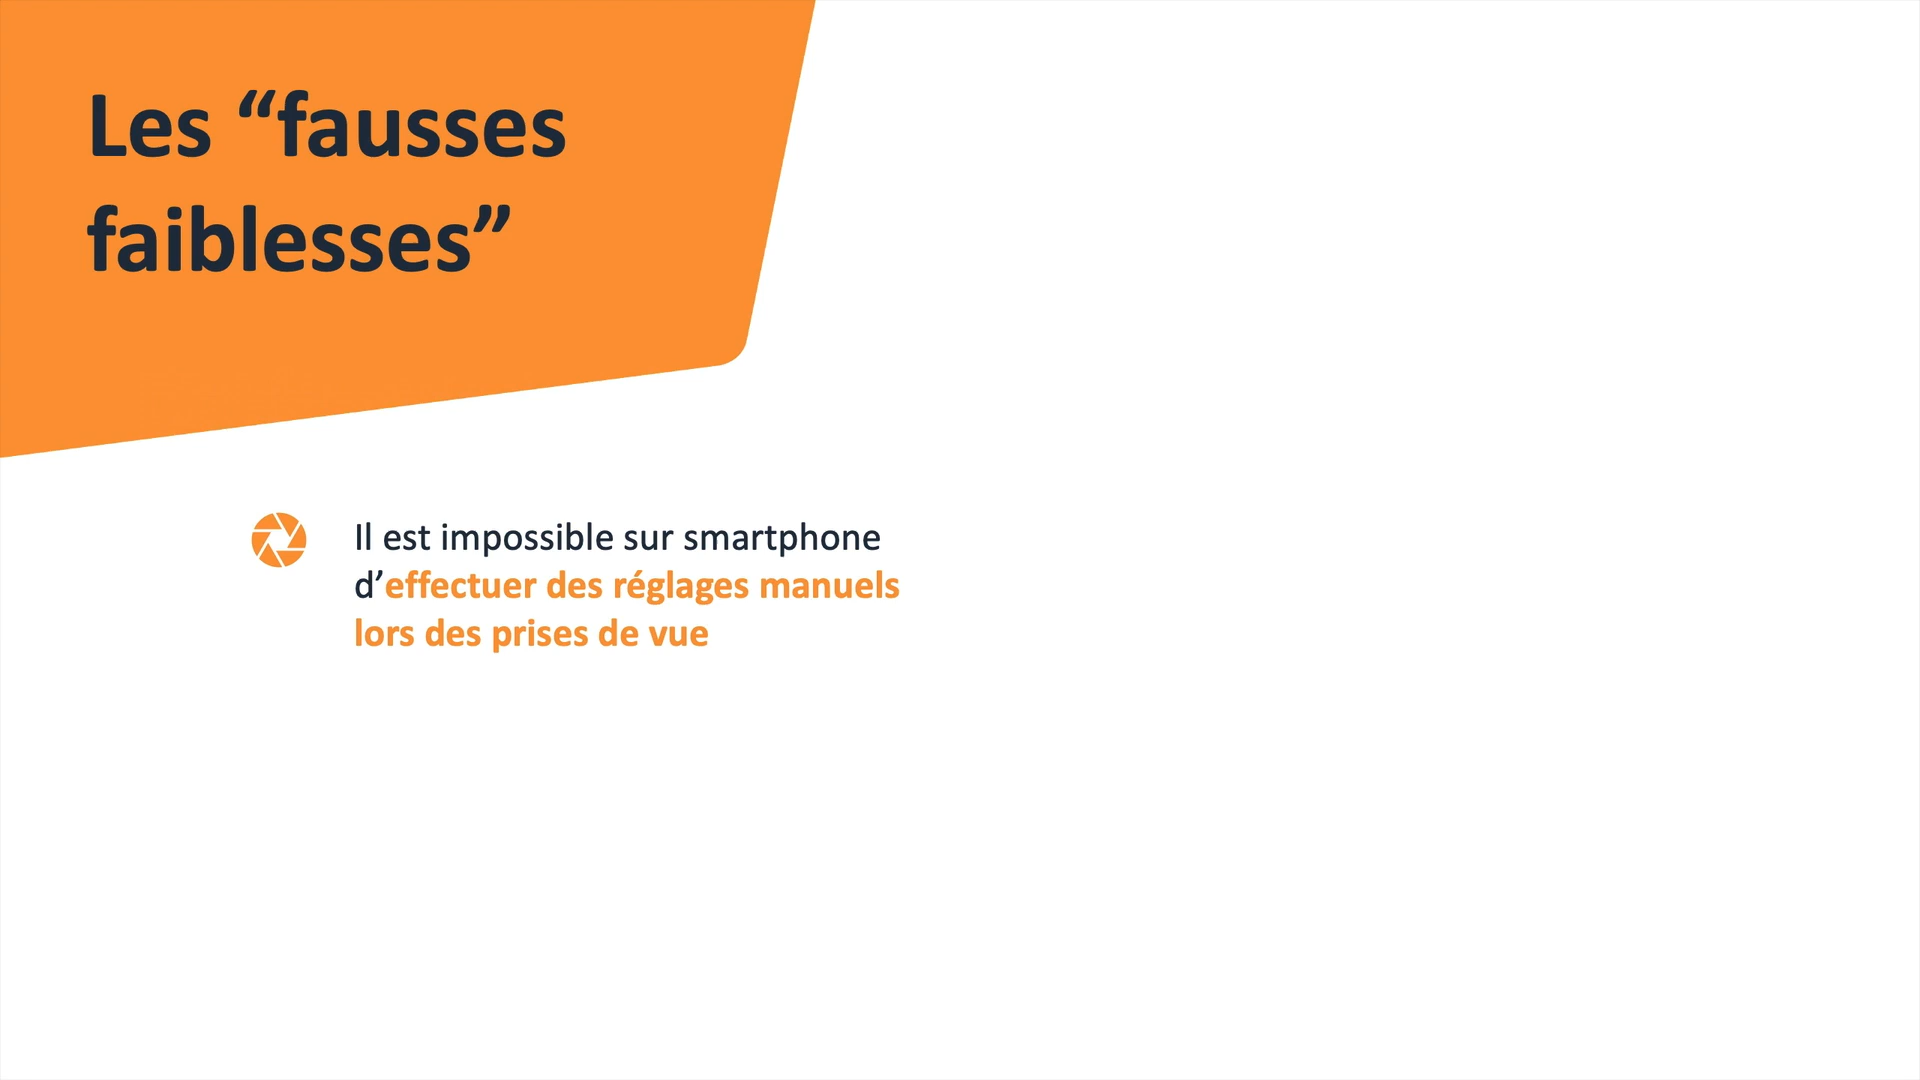 Les “fausses
faiblesses”
Il est impossible sur smartphone
d’effectuer des réglages manuels
lors des prises de vue